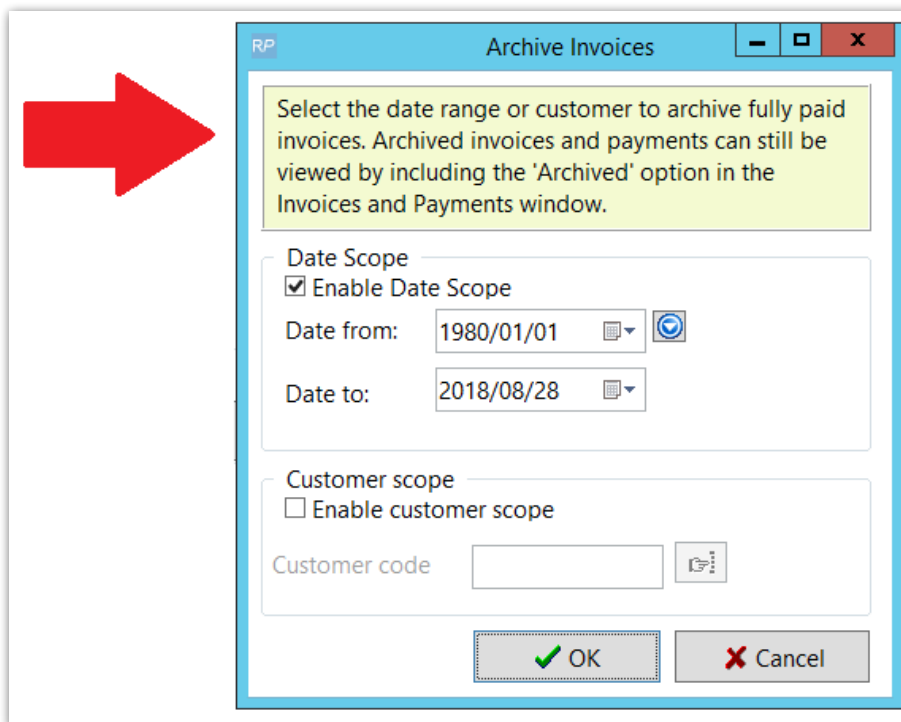 RP
Archive Invoices
Select the date range or customer to archive fully paid
invoices. Archived invoices and payments can still be
viewed by including the 'Archived' option in the
Invoices and Payments window.
Date Scope
Enable Date Scope
Date from: 1980/01/01
Date to: 2018/08/28
Customer scope
Enable customer scope
Customer code
OK Cancel